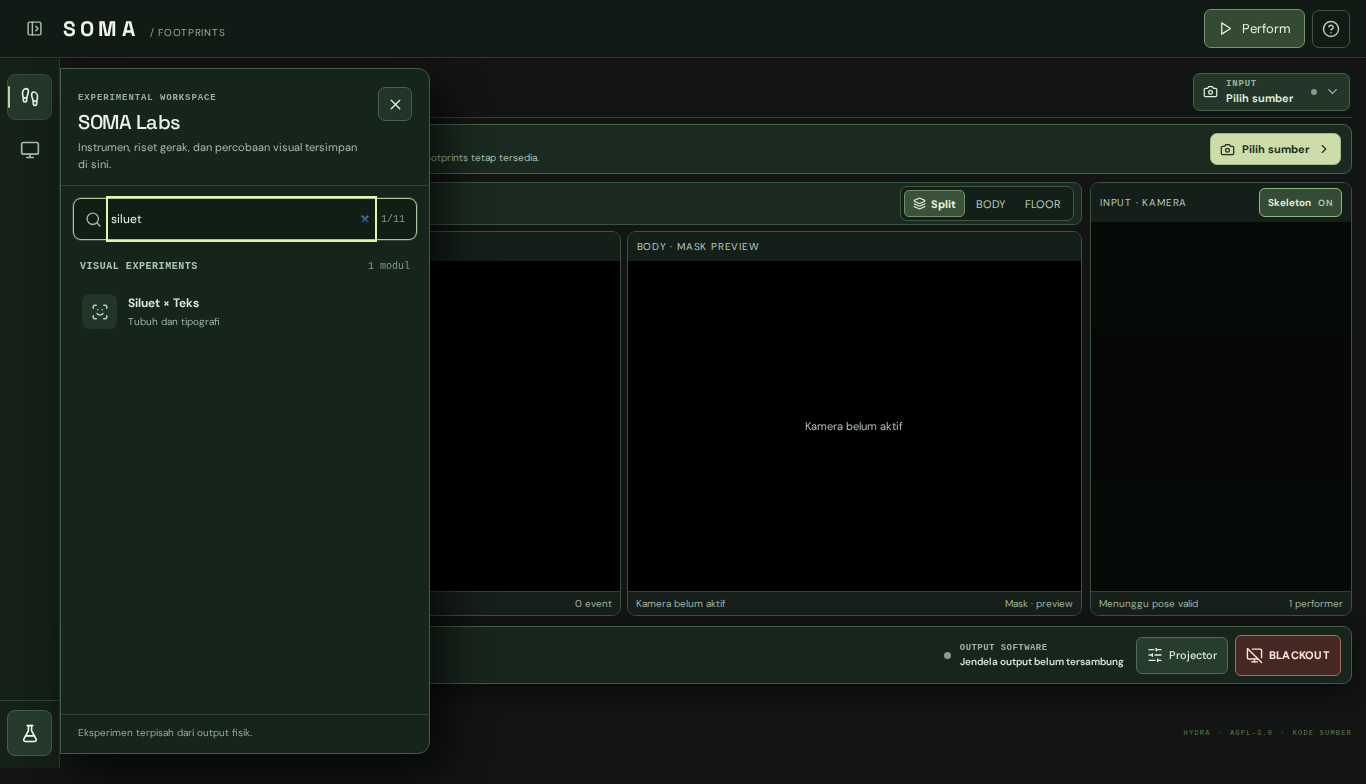 SOMA / FOOTPRINTS
Perform
EXPERIMENTAL WORKSPACE
SOMA Labs
Instrumen, riset gerak, dan percobaan visual tersimpan
di sini.
siluet
1/11
VISUAL EXPERIMENTS
1 modul
Siluet × Teks
Tubuh dan tipografi
Eksperimen terpisah dari output fisik.
INPUT
Pilih sumber
ootprints tetap tersedia.
Pilih sumber
Split
BODY
FLOOR
INPUT · KAMERA
Skeleton ON
BODY · MASK PREVIEW
Kamera belum aktif
0 event
Kamera belum aktif
Mask · preview
Menunggu pose valid
1 performer
OUTPUT SOFTWARE
Jendela output belum tersambung
Projector
BLACKOUT
HYDRA · AGPL-3.0 · KODE SUMBER